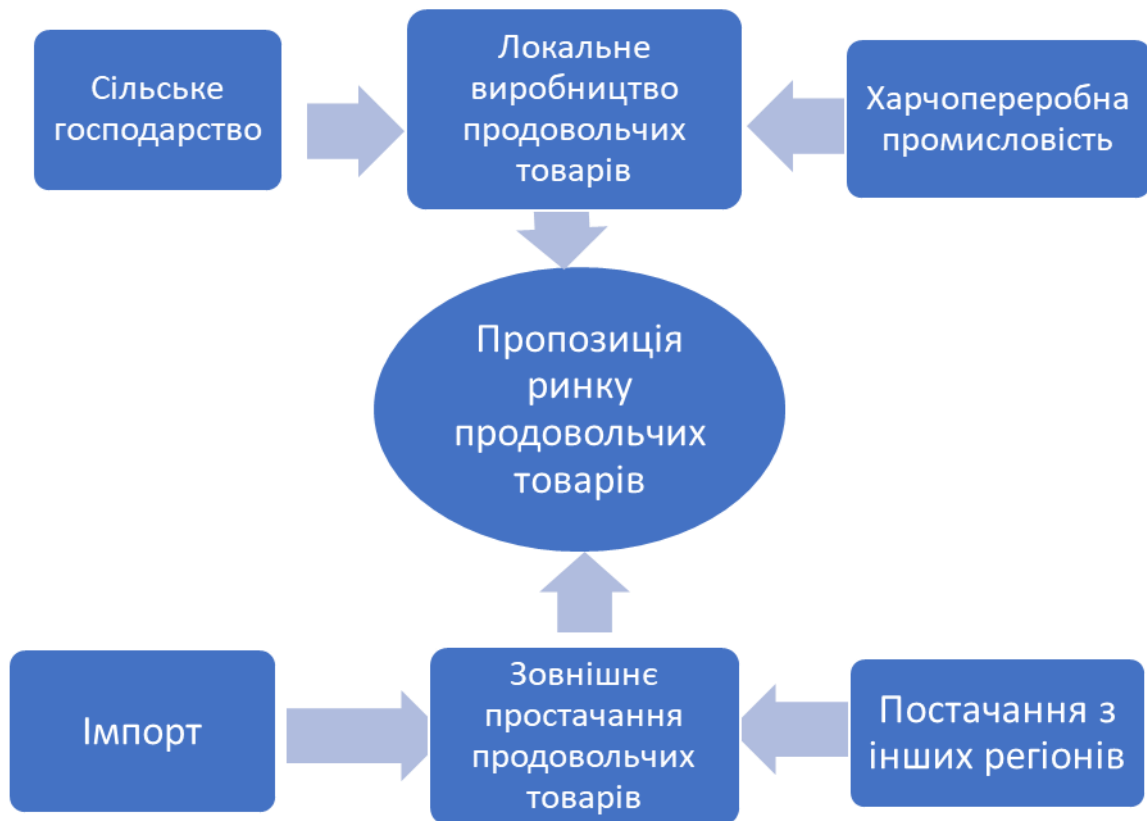 Сільське
господарство
Локальне
виробництво
продовольчих
товарів
Харчопереробна
промисловість
Пропозиція
ринку
продовольчих
товарів
Імпорт
Зовнішнє
простачання
продовольчих
товарів
Постачання з
інших регіонів